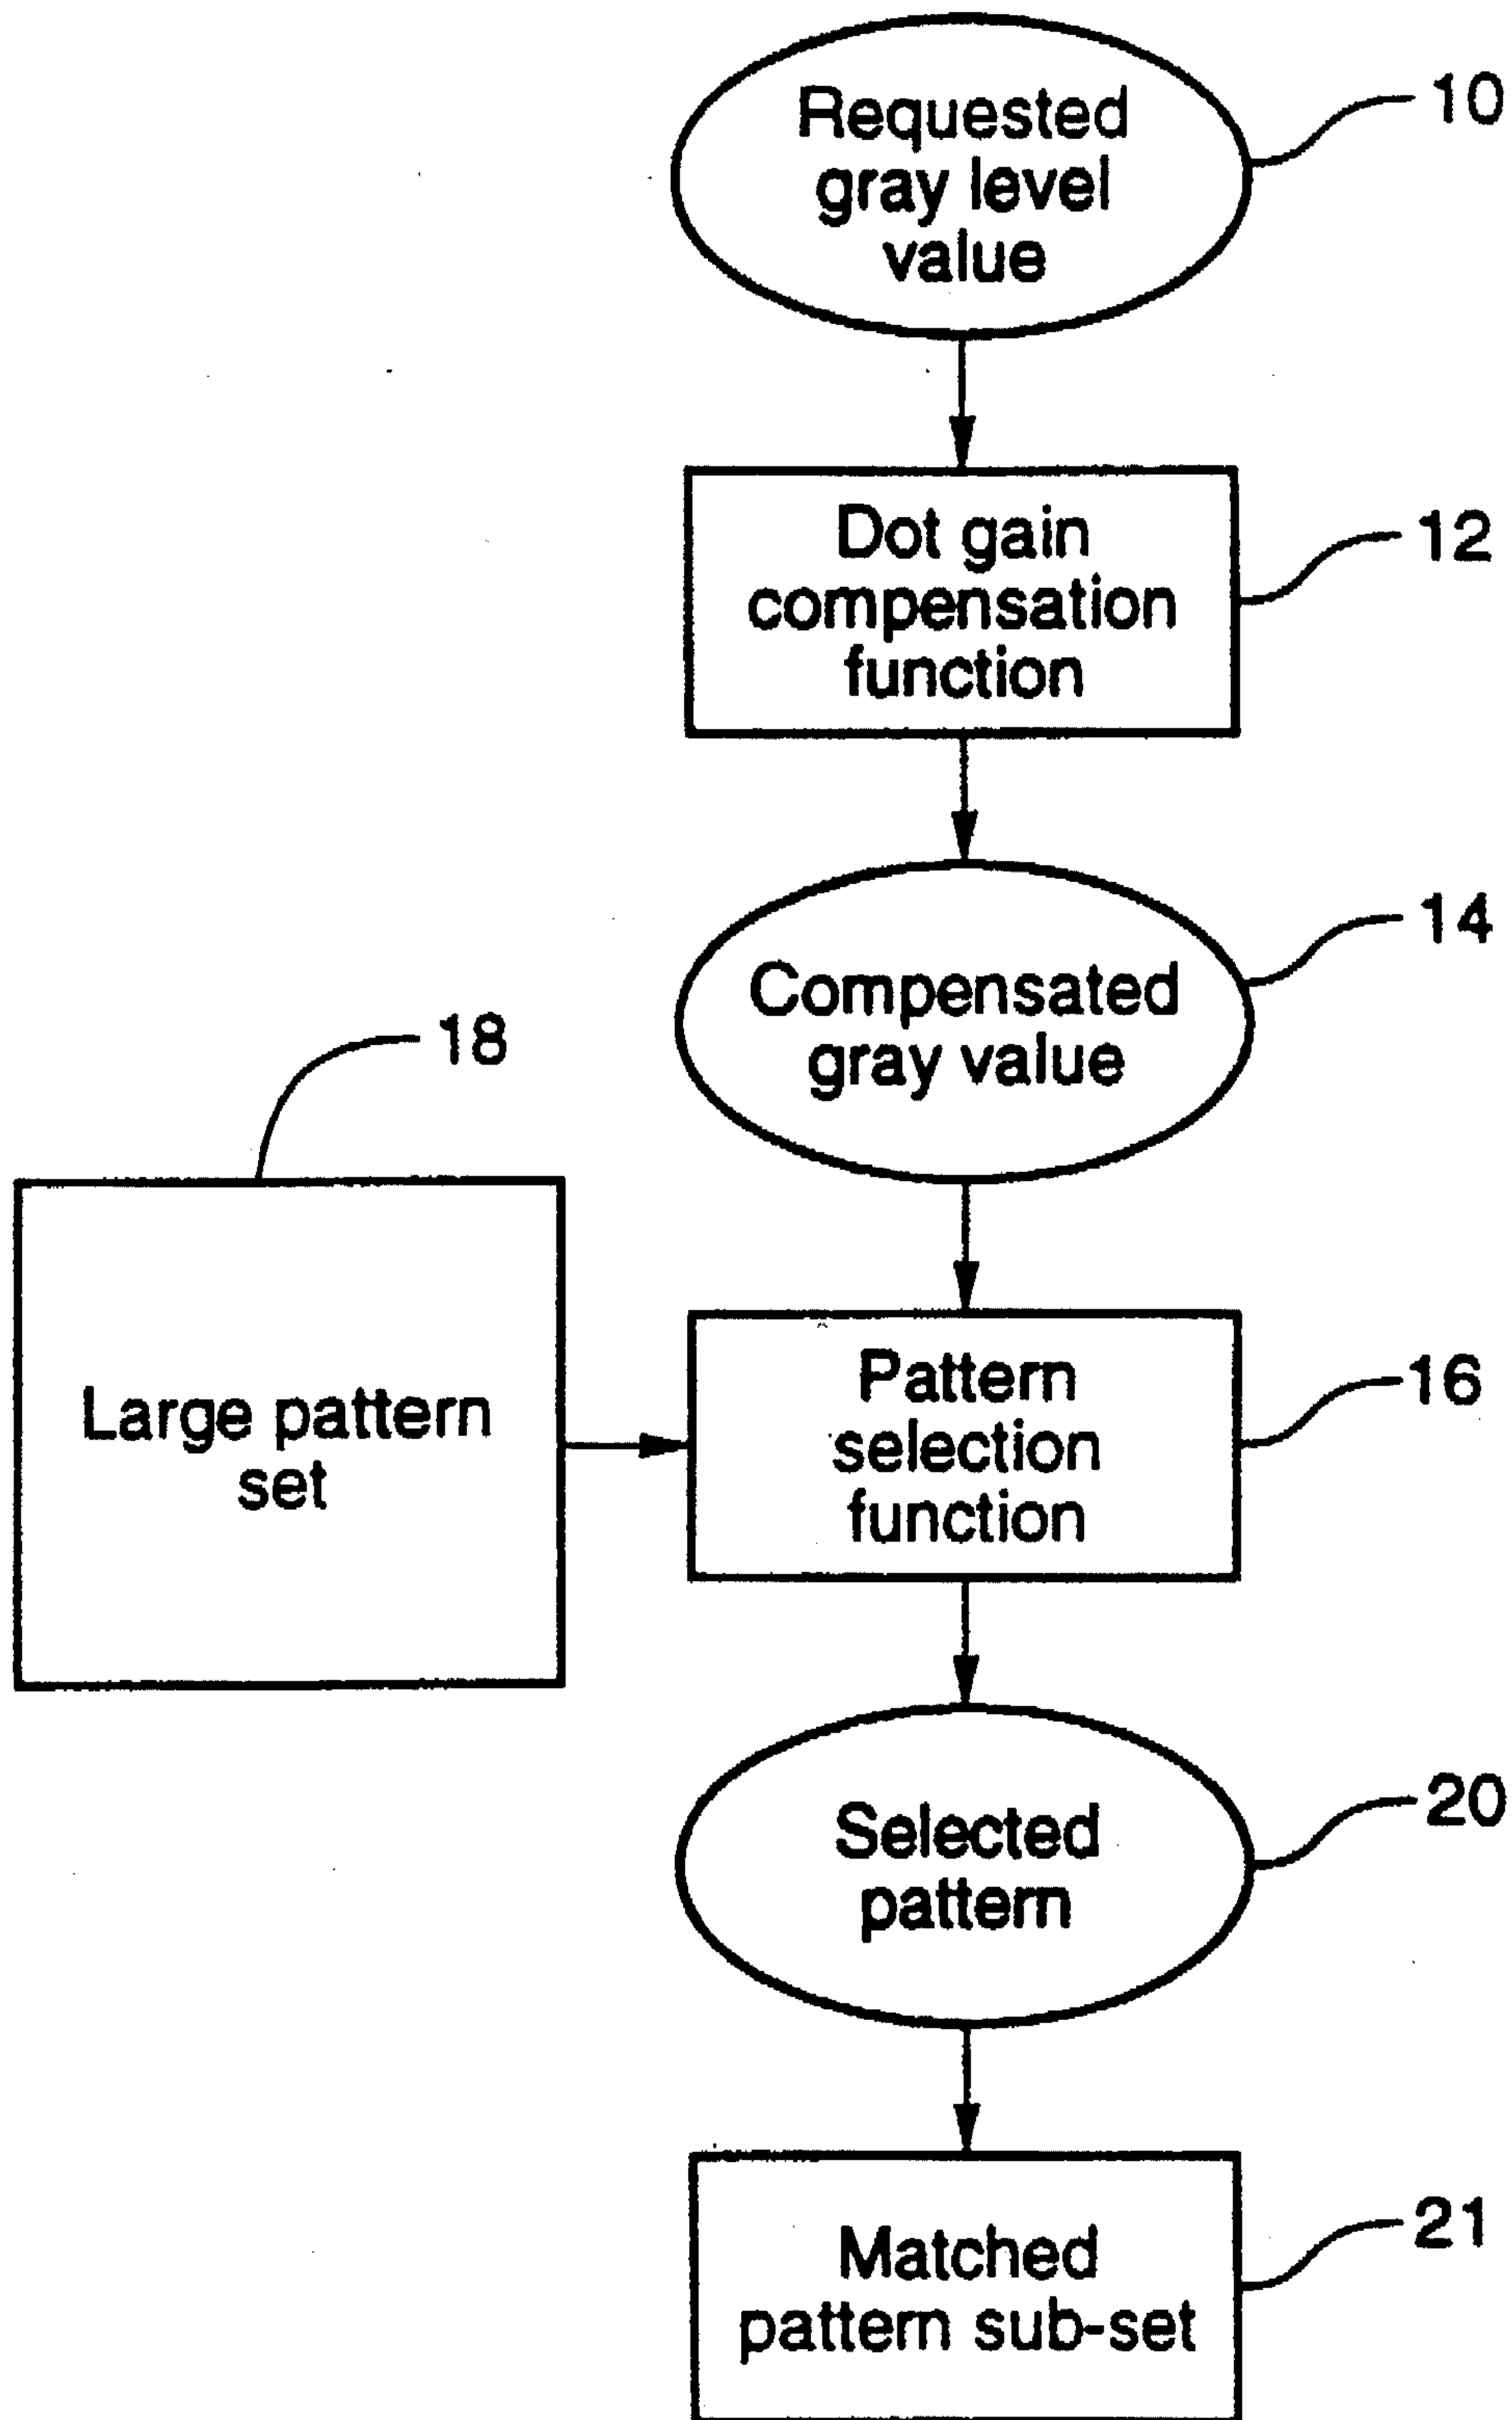 Requested
gray level
value
10
Dot gain
compensation
function
12
Compensated
gray value
14
18
Large pattern
set
Pattern
selection
function
16
Selected
pattern
20
Matched
pattern sub-set
21